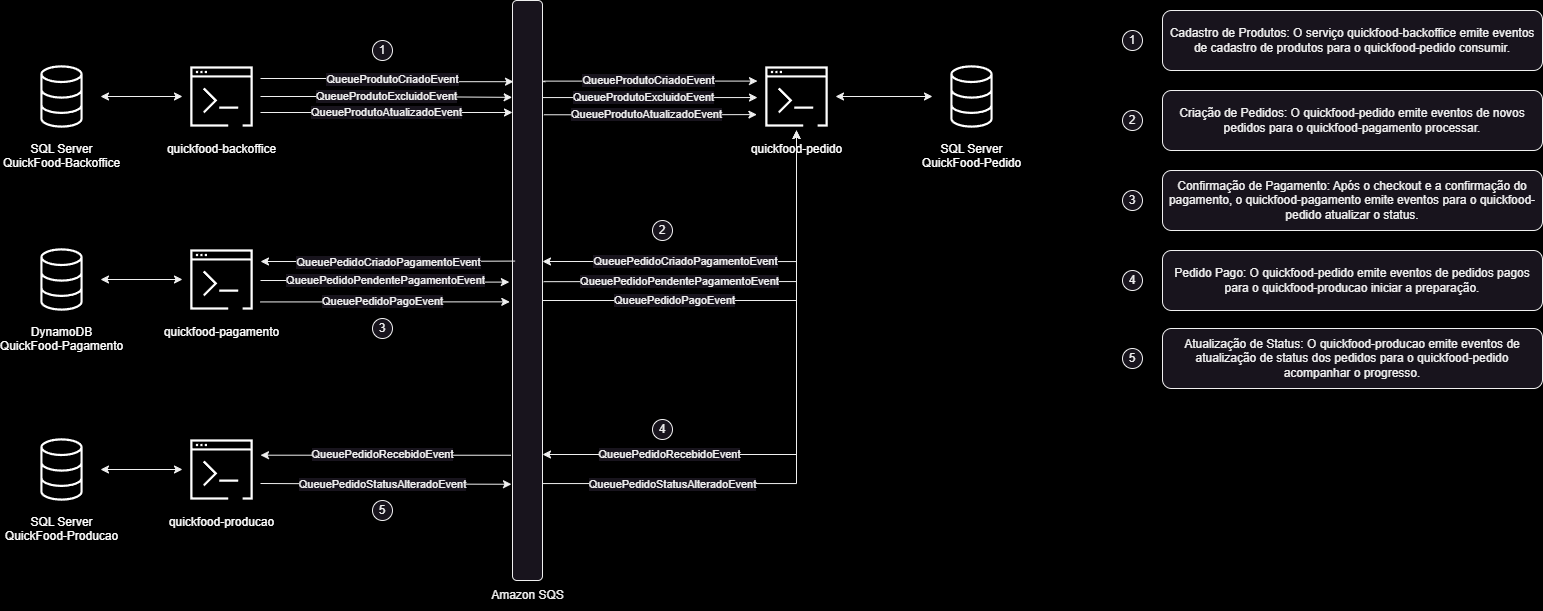 1
QueueProdutoCriadoEvent
QueueProdutoExcluidoEvent
QueueProdutoAtualizadoEvent
QueueProdutoCriadoEvent
QueueProdutoExcluidoEvent
QueueProdutoAtualizadoEvent
SQL Server
QuickFood-Backoffice
quickfood-backoffice
quickfood-pedido
SQL Server
QuickFood-Pedido
2
QueuePedidoCriadoPagamentoEvent
QueuePedidoPendentePagamentoEvent
QueuePedidoPagoEvent
QueuePedidoCriadoPagamentoEvent
QueuePedidoPendentePagamentoEvent
QueuePedidoPagoEvent
3
DynamoDB
QuickFood-Pagamento
quickfood-pagamento
4
QueuePedidoRecebidoEvent
QueuePedidoStatusAlteradoEvent
QueuePedidoRecebidoEvent
QueuePedidoStatusAlteradoEvent
5
SQL Server
QuickFood-Producao
quickfood-producao
Amazon SQS
1
Cadastro de Produtos: O serviço quickfood-backoffice emite eventos
de cadastro de produtos para o quickfood-pedido consumir.
2
Criação de Pedidos: O quickfood-pedido emite eventos de novos
pedidos para o quickfood-pagamento processar.
3
Confirmação de Pagamento: Após o checkout e a confirmação do
pagamento, o quickfood-pagamento emite eventos para o quickfood-
pedido atualizar o status.
4
Pedido Pago: O quickfood-pedido emite eventos de pedidos pagos
para o quickfood-producao iniciar a preparação.
5
Atualização de Status: O quickfood-producao emite eventos de
atualização de status dos pedidos para o quickfood-pedido
acompanhar o progresso.